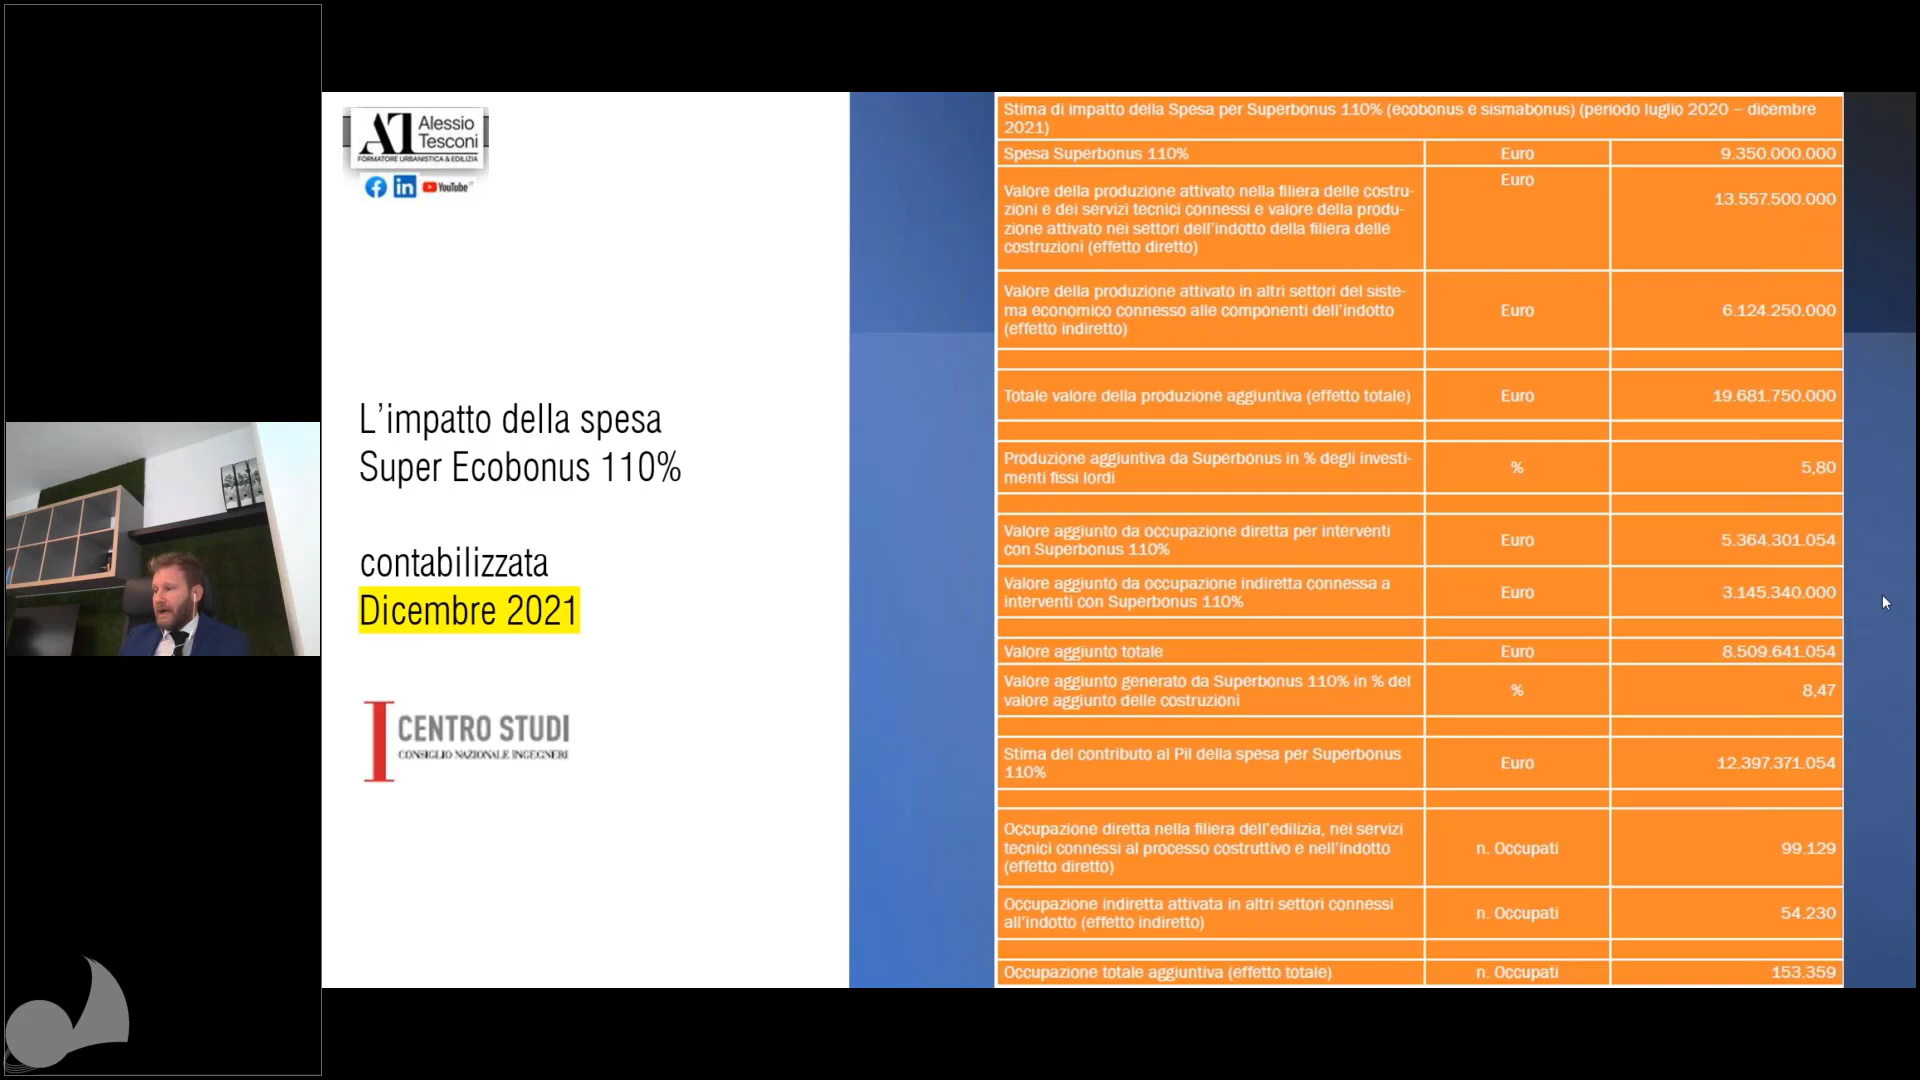 Alessio
Tesconi
FORMATORE URBANISTICA & EDILIZIA
YouTube
L'impatto della spesa
Super Ecobonus 110%
contabilizzata
Dicembre 2021
CENTRO STUDI
CONSIGLIO NAZIONALE INGEGNERI
Stima di impatto della Spesa per Superbonus 110% (ecobonus e sismabonus) (periodo luglio 2020 – dicembre
2021)
Spesa Superbonus 110% Euro 9.350.000.000
Valore della produzione attivato nella filiera delle costru-
zioni e dei servizi tecnici connessi e valore della produ-
zione attivato nei settori dell'indotto della filiera delle
costruzioni (effetto diretto)
Euro
13.557.500.000
Valore della produzione attivato in altri settori del siste-
ma economico connesso alle componenti dell'indotto
(effetto indiretto)
Euro
6.124.250.000
Totale valore della produzione aggiuntiva (effetto totale) Euro 19.681.750.000
Produzione aggiuntiva da Superbonus in % degli investi-
menti fissi lordi
%
5,80
Valore aggiunto da occupazione diretta per interventi
con Superbonus 110%
Euro
5.364.301.054
Valore aggiunto da occupazione indiretta connessa a
interventi con Superbonus 110%
Euro
3.145.340.000
Valore aggiunto totale Euro 8.509.641.054
Valore aggiunto generato da Superbonus 110% in % del
valore aggiunto delle costruzioni
%
8,47
Stima del contributo al Pil della spesa per Superbonus
110%
Euro
12.397.371.054
Occupazione diretta nella filiera dell'edilizia, nei servizi
tecnici connessi al processo costruttivo e nell'indotto
(effetto diretto)
n. Occupati
99.129
Occupazione indiretta attivata in altri settori connessi
all'indotto (effetto indiretto)
n. Occupati
54.230
Occupazione totale aggiuntiva (effetto totale) n. Occupati 153.359